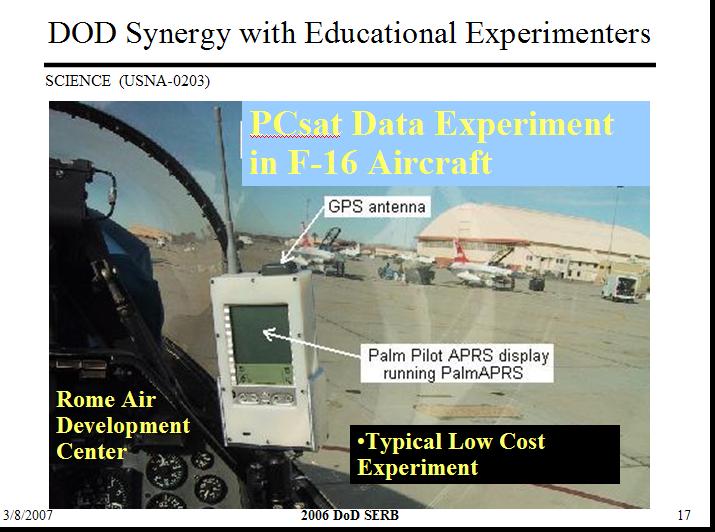 DOD Synergy with Educational Experimenters
SCIENCE (USNA-0203)
PCsat Data Experiment
in F-16 Aircraft
GPS antenna
Palm Pilot APRS display
running PalmAPRS
Rome Air
Development
Center
•Typical Low Cost
Experiment
3/8/2007
2006 DoD SERB
17